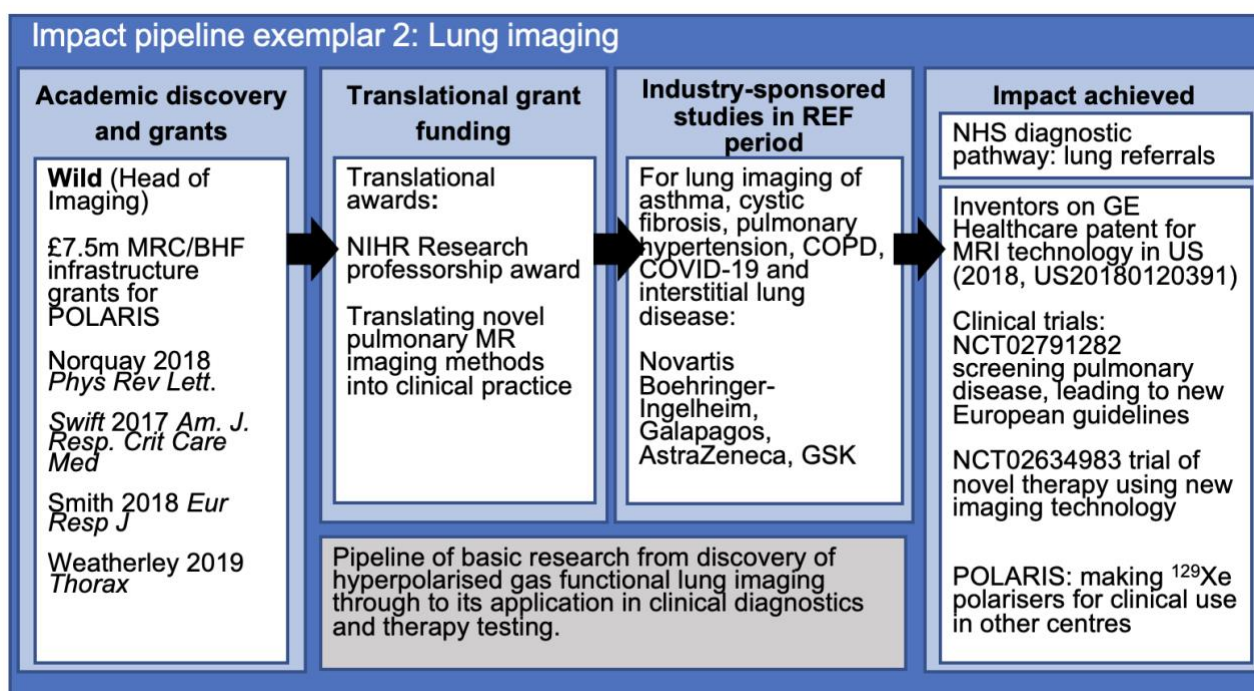 Impact pipeline exemplar 2: Lung imaging
Academic discovery
and grants
Wild (Head of
Imaging)
£7.5m MRC/BHF
infrastructure
grants for
POLARIS
Norquay 2018
Phys Rev Lett.
Swift 2017 Am. J.
Resp. Crit Care
Med
Smith 2018 Eur
Resp J
Weatherley 2019
Thorax
Translational grant
funding
Translational
awards:
NIHR Research
professorship award
Translating novel
pulmonary MR
imaging methods
into clinical practice
Industry-sponsored
studies in REF
period
For lung imaging of
asthma, cystic
fibrosis, pulmonary
hypertension, COPD,
COVID-19 and
interstitial lung
disease:
Novartis
Boehringer-
Ingelheim,
Galapagos,
AstraZeneca, GSK
Pipeline of basic research from discovery of
hyperpolarised gas functional lung imaging
through to its application in clinical diagnostics
and therapy testing.
Impact achieved
NHS diagnostic
pathway: lung referrals
Inventors on GE
Healthcare patent for
MRI technology in US
(2018, US20180120391)
Clinical trials:
NCT02791282
screening pulmonary
disease, leading to new
European guidelines
NCT02634983 trial of
novel therapy using new
imaging technology
POLARIS: making ¹²⁹Xe
polarisers for clinical use
in other centres